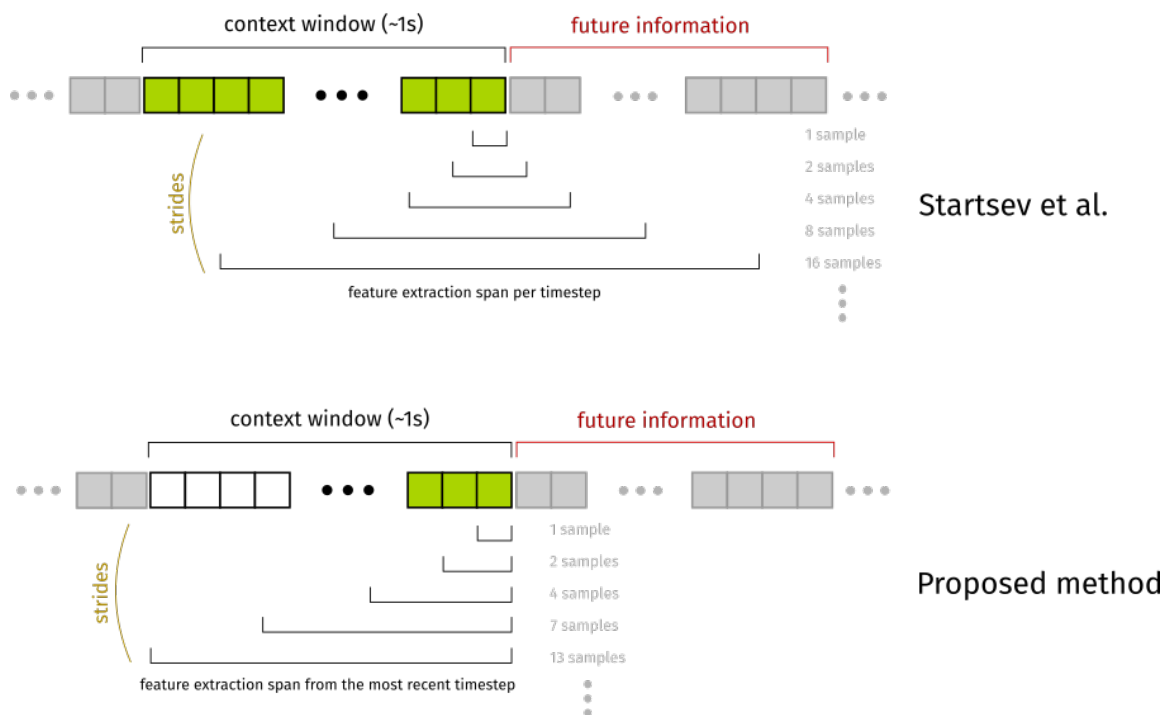 context window (~1s)
future information
1 sample
2 samples
4 samples
8 samples
16 samples
strides
feature extraction span per timestep
Startsev et al.
context window (~1s)
future information
1 sample
2 samples
4 samples
7 samples
13 samples
strides
feature extraction span from the most recent timestep
Proposed method